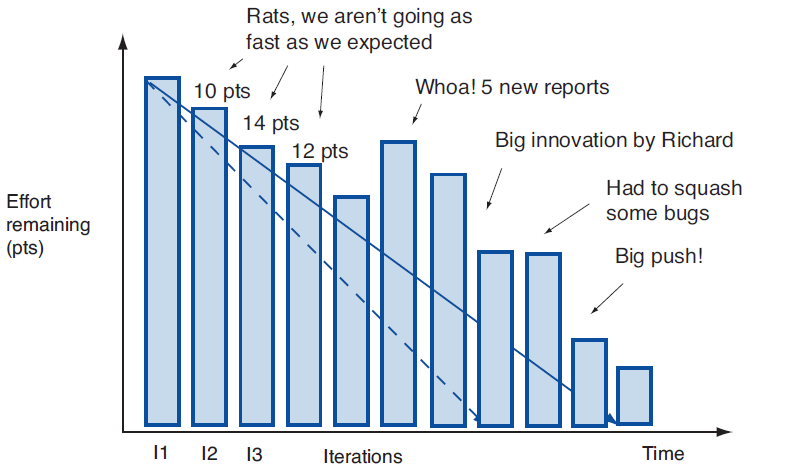 Rats, we aren't going as
fast as we expected
10 pts
14 pts
12 pts
Whoa! 5 new reports
Big innovation by Richard
Had to squash
some bugs
Big push!
Effort
remaining
(pts)
I1 I2 I3 Iterations Time